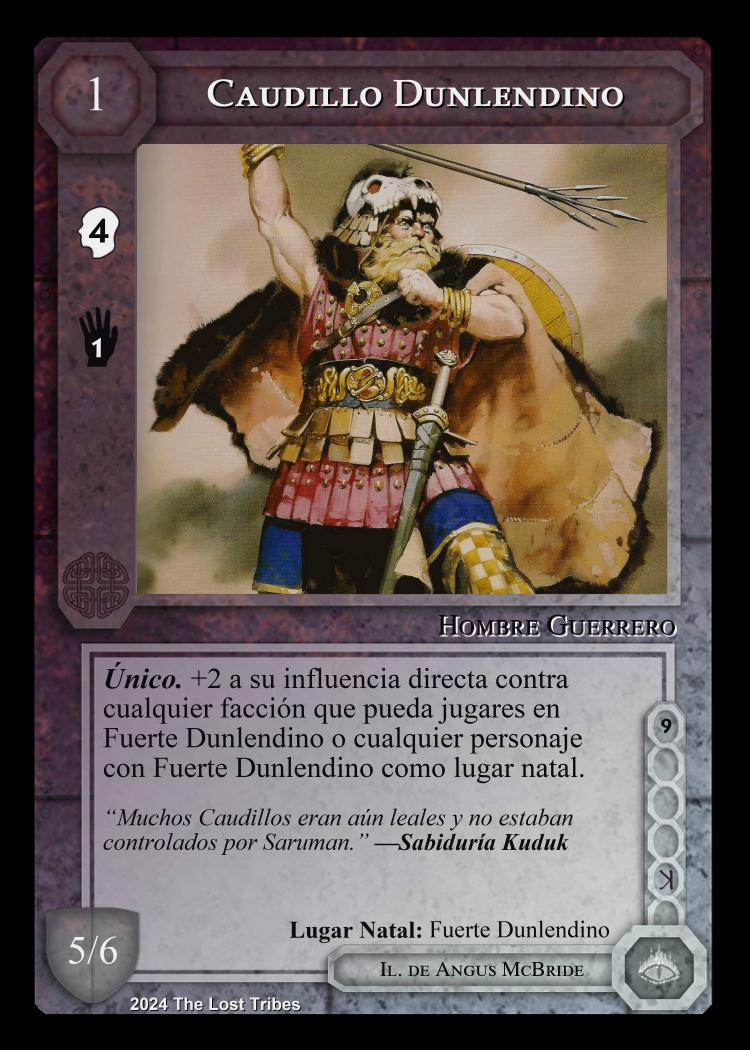 1
Caudillo Dunlendino
4
1
Hombre Guerrero
Único. +2 a su influencia directa contra
cualquier facción que pueda jugares en
Fuerte Dunlendino o cualquier personaje
con Fuerte Dunlendino como lugar natal.
“Muchos Caudillos eran aún leales y no estaban
controlados por Saruman.” —Sabiduría Kuduk
9
Lugar Natal: Fuerte Dunlendino
5/6
Il. de Angus McBride
2024 The Lost Tribes